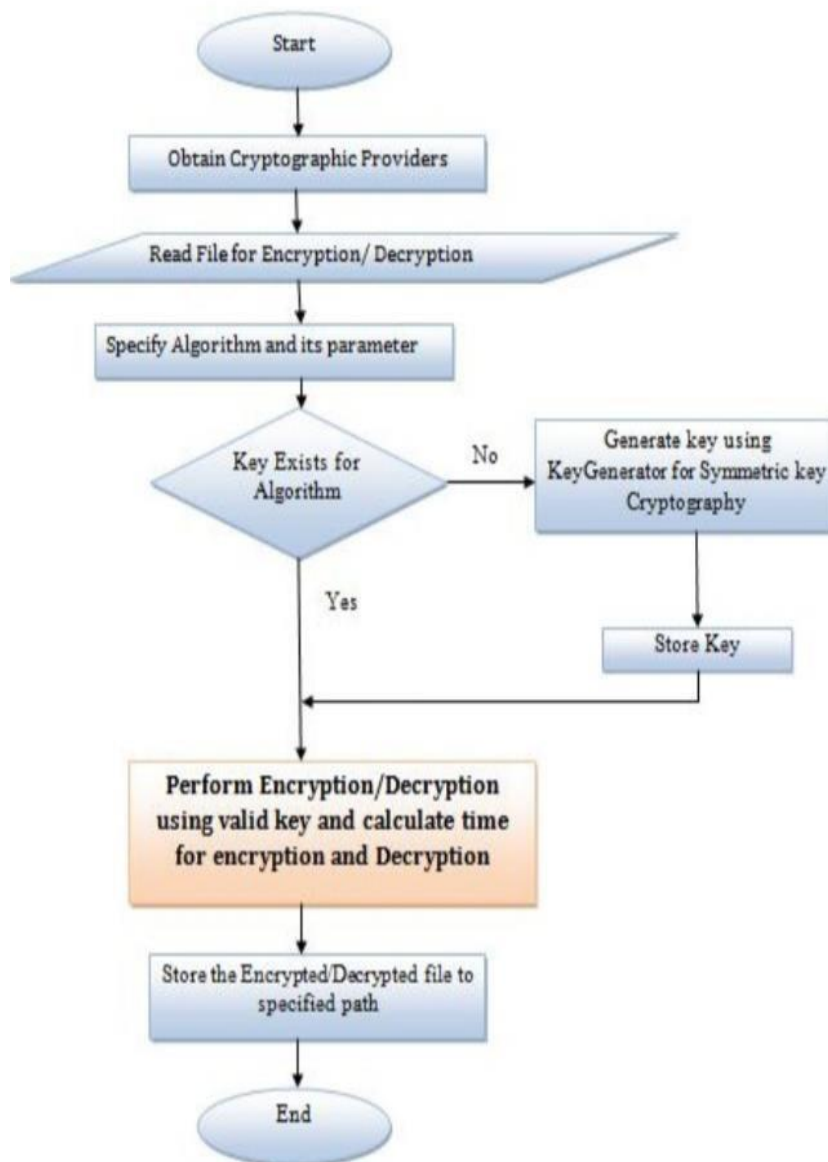 Start
Obtain Cryptographic Providers
Read File for Encryption/ Decryption
Specify Algorithm and its parameter
Key Exists for
Algorithm
No
Generate key using
KeyGenerator for Symmetric key
Cryptography
Yes
Store Key
Perform Encryption/Decryption
using valid key and calculate time
for encryption and Decryption
Store the Encrypted/Decrypted file to
specified path
End